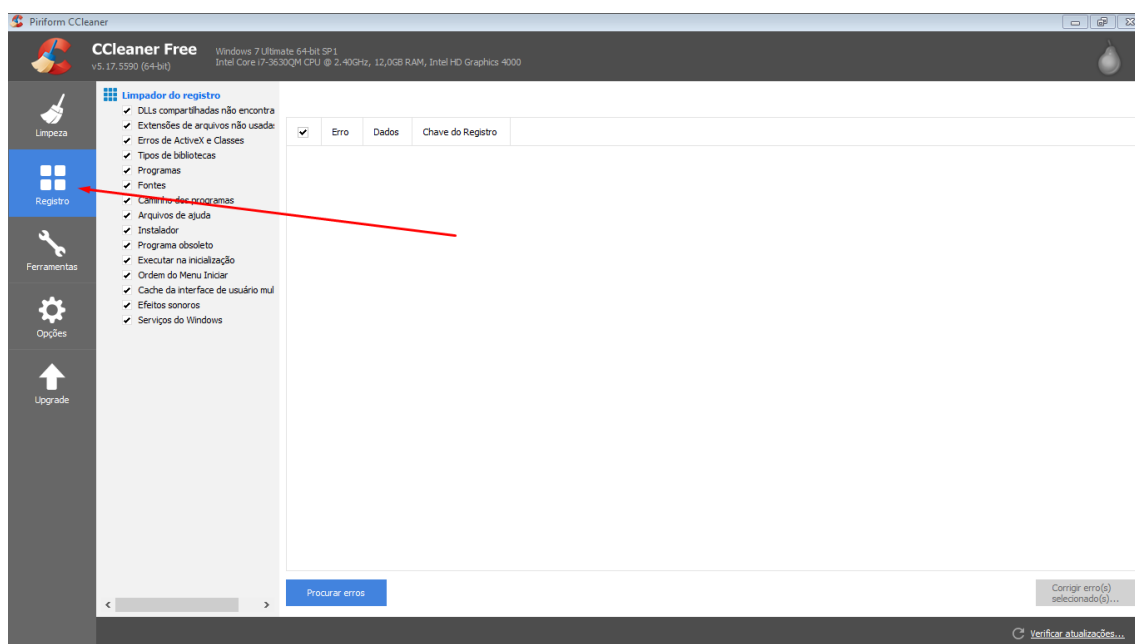 Piriform CCleaner
CCleaner Free
v5.17.5590 (64-bit)
Windows 7 Ultimate 64-bit SP1
Intel Core i7-3630QM CPU @ 2.40GHz, 12,0GB RAM, Intel HD Graphics 4000
Limpeza
Registro
Ferramentas
Opções
Upgrade
Limpador do registro
DLLs compartilhadas não encontra
Extensões de arquivos não usada
Erros de ActiveX e Classes
Tipos de bibliotecas
Programas
Fontes
Caminho dos programas
Arquivos de ajuda
Instalador
Programa obsoleto
Executar na inicialização
Ordem do Menu Iniciar
Cache da interface de usuário mul
Efeitos sonoros
Serviços do Windows
Erro Dados Chave do Registro
Procurar erros
Corrigir erro(s)
selecionado(s)...
Verificar atualizações...